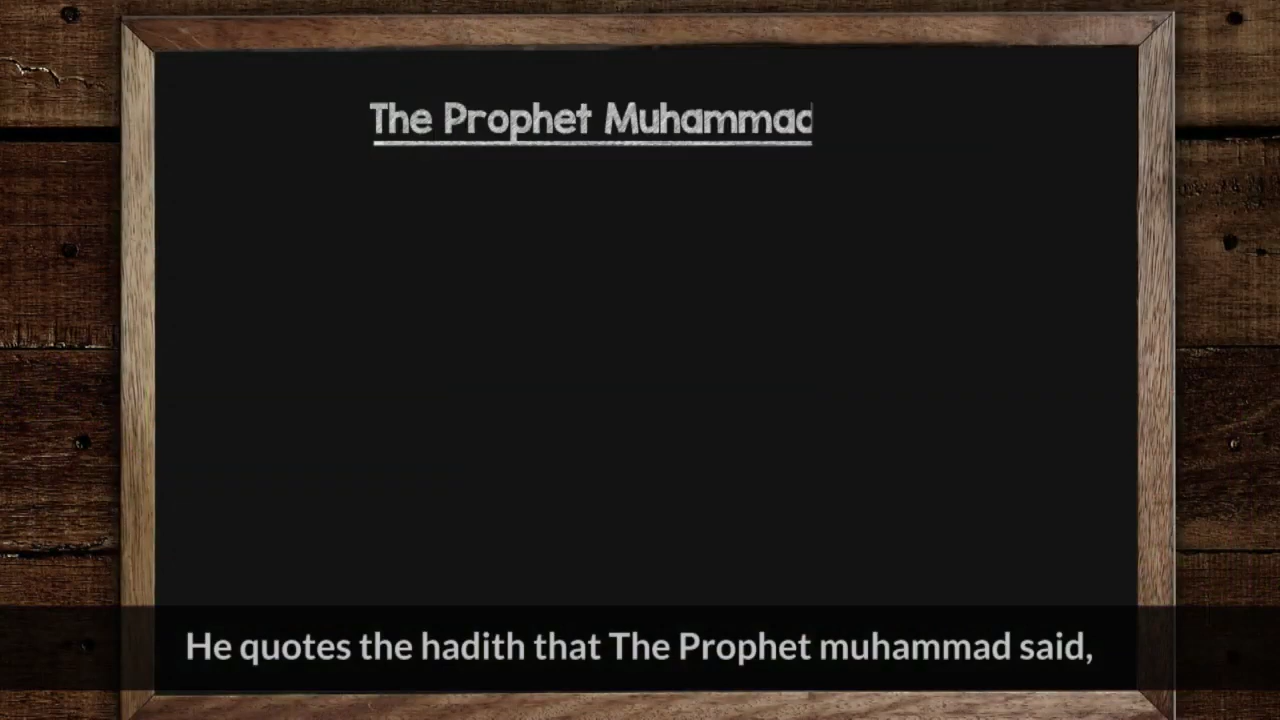 The Prophet Muhammad
He quotes the hadith that The Prophet muhammad said,